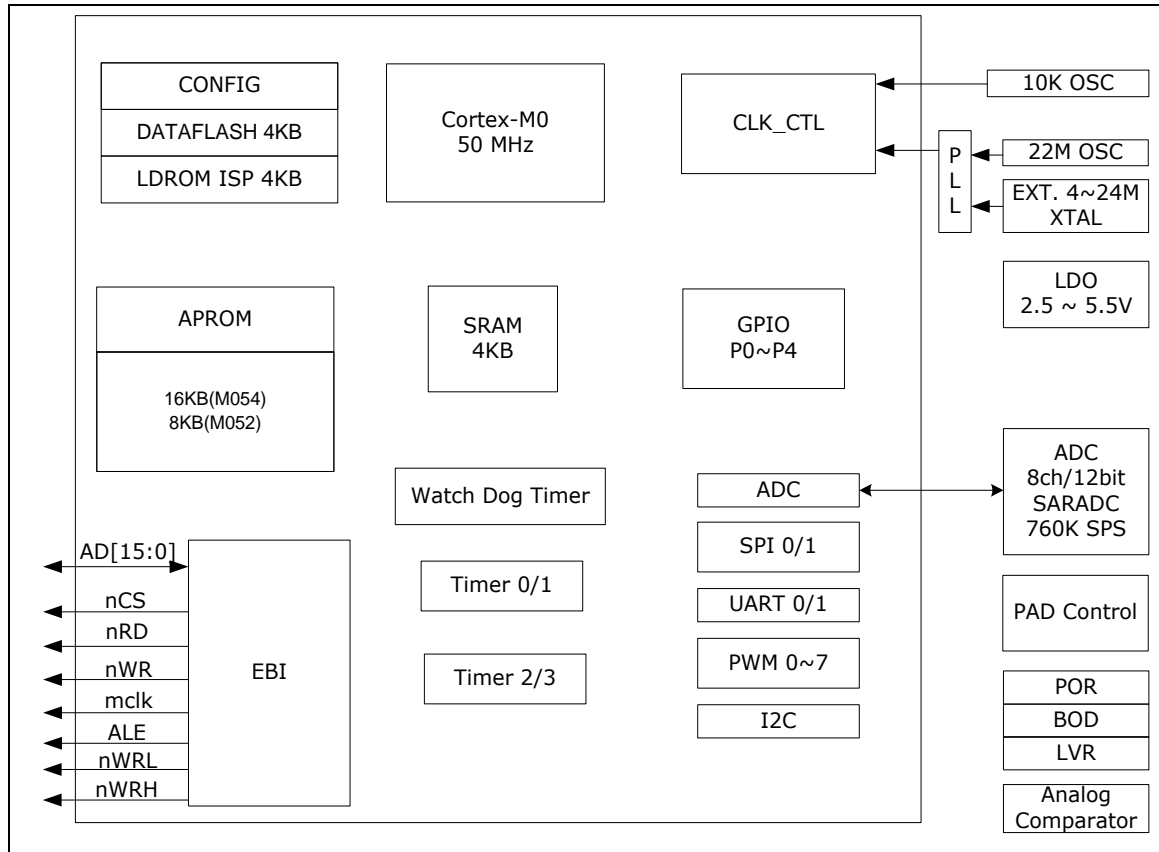 CONFIG
DATAFLASH 4KB
LDROM ISP 4KB
Cortex-M0
50 MHz
CLK_CTL
10K OSC
PLL
22M OSC
EXT. 4~24M
XTAL
LDO
2.5 ~ 5.5V
APROM
16KB(M054)
8KB(M052)
SRAM
4KB
GPIO
P0~P4
Watch Dog Timer
Timer 0/1
Timer 2/3
ADC
SPI 0/1
UART 0/1
PWM 0~7
I2C
ADC
8ch/12bit
SARADC
760K SPS
PAD Control
POR
BOD
LVR
Analog
Comparator
AD[15:0]
nCS
nRD
nWR
mclk
ALE
nWRL
nWRH
EBI